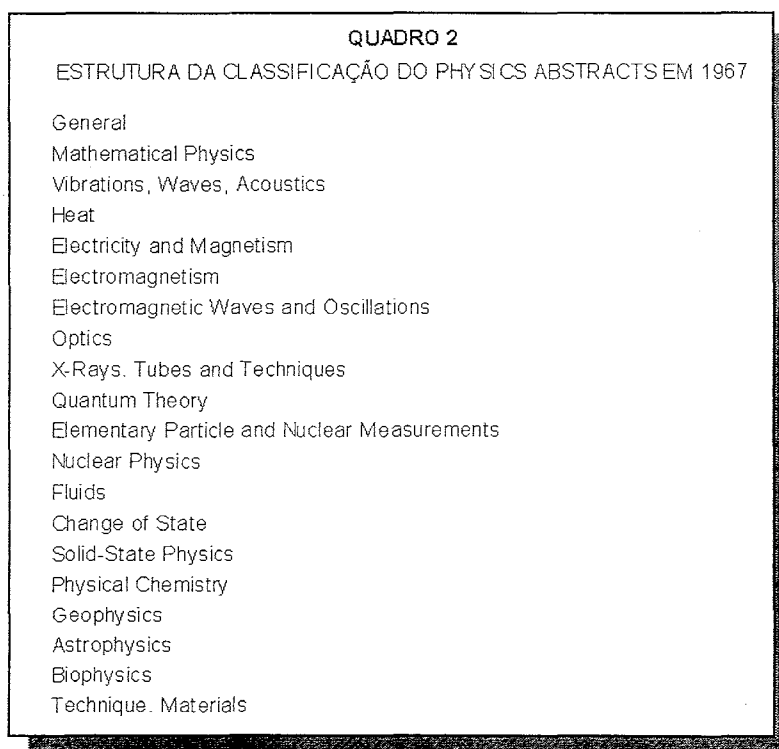 QUADRO 2
ESTRUTURA DA CLASSIFICAÇÃO DO PHYSICS ABSTRACTS EM 1967
General
Mathematical Physics
Vibrations, Waves, Acoustics
Heat
Electricity and Magnetism
Electromagnetism
Electromagnetic Waves and Oscillations
Optics
X-Rays. Tubes and Techniques
Quantum Theory
Elementary Particle and Nuclear Measurements
Nuclear Physics
Fluids
Change of State
Solid-State Physics
Physical Chemistry
Geophysics
Astrophysics
Biophysics
Technique. Materials